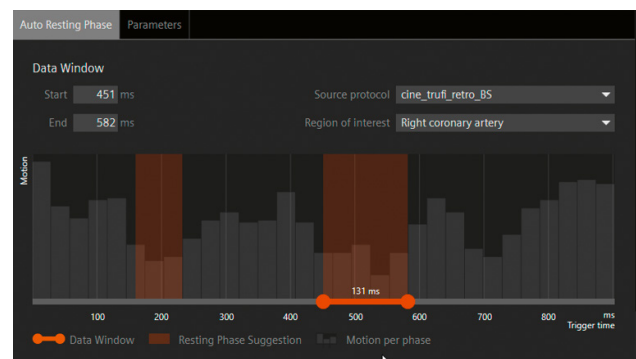 Auto Resting Phase Parameters
Data Window
Start 451 ms Source protocol cine_trufi_retro_BS
End 582 ms Region of interest Right coronary artery
Motion
131 ms
100 200 300 400 500 600 700 800 ms
Trigger time
Data Window Resting Phase Suggestion Motion per phase